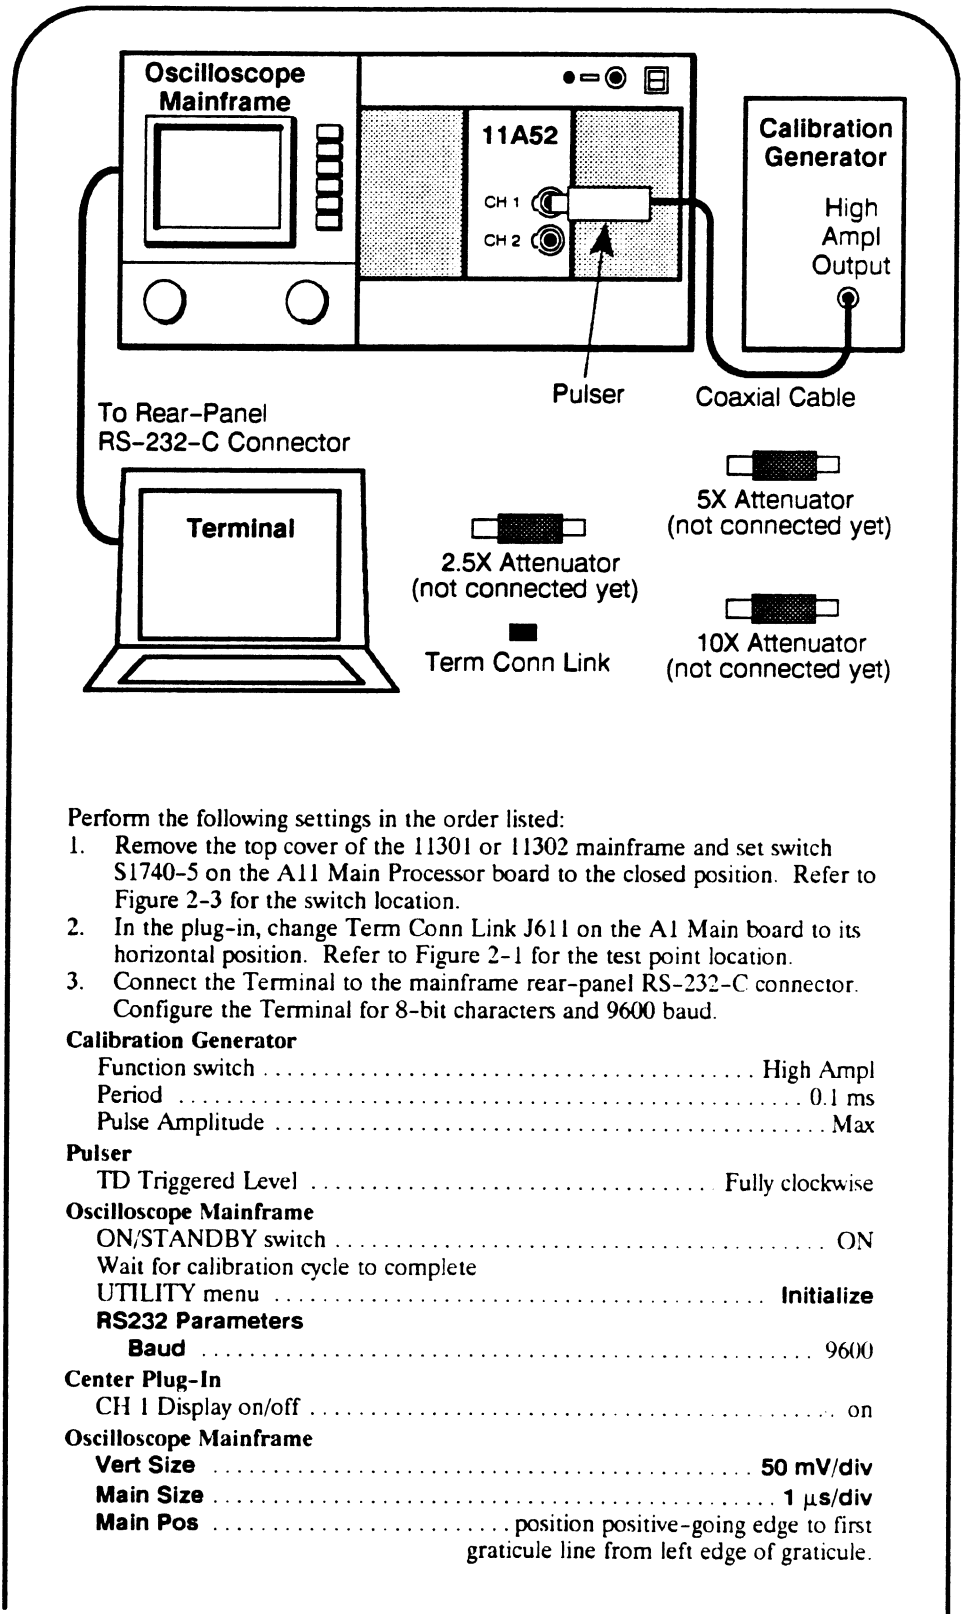 Oscilloscope
Mainframe
11A52
CH 1
CH 2
Calibration
Generator
High
Ampl
Output
Pulser
Coaxial Cable
To Rear-Panel
RS-232-C Connector
Terminal
5X Attenuator
(not connected yet)
2.5X Attenuator
(not connected yet)
Term Conn Link
10X Attenuator
(not connected yet)
Perform the following settings in the order listed:
1. Remove the top cover of the 11301 or 11302 mainframe and set switch
S1740-5 on the A11 Main Processor board to the closed position. Refer to
Figure 2-3 for the switch location.
2. In the plug-in, change Term Conn Link J611 on the A1 Main board to its
horizontal position. Refer to Figure 2-1 for the test point location.
3. Connect the Terminal to the mainframe rear-panel RS-232-C connector.
Configure the Terminal for 8-bit characters and 9600 baud.
Calibration Generator
Function switch . . . . . . . . . . . . . . . . . . . . High Ampl
Period . . . . . . . . . . . . . . . . . . . . 0.1 ms
Pulse Amplitude . . . . . . . . . . . . . . . . . . . . Max
Pulser
TD Triggered Level . . . . . . . . . . . . . . . . . . . . Fully clockwise
Oscilloscope Mainframe
ON/STANDBY switch . . . . . . . . . . . . . . . . . . . . ON
Wait for calibration cycle to complete
UTILITY menu . . . . . . . . . . . . . . . . . . . . Initialize
RS232 Parameters
Baud . . . . . . . . . . . . . . . . . . . . 9600
Center Plug-In
CH 1 Display on/off . . . . . . . . . . . . . . . . . . . . on
Oscilloscope Mainframe
Vert Size . . . . . . . . . . . . . . . . . . . . 50 mV/div
Main Size . . . . . . . . . . . . . . . . . . . . 1 µs/div
Main Pos . . . . . . . . . . . . . . . . . . . . position positive-going edge to first
graticule line from left edge of graticule.